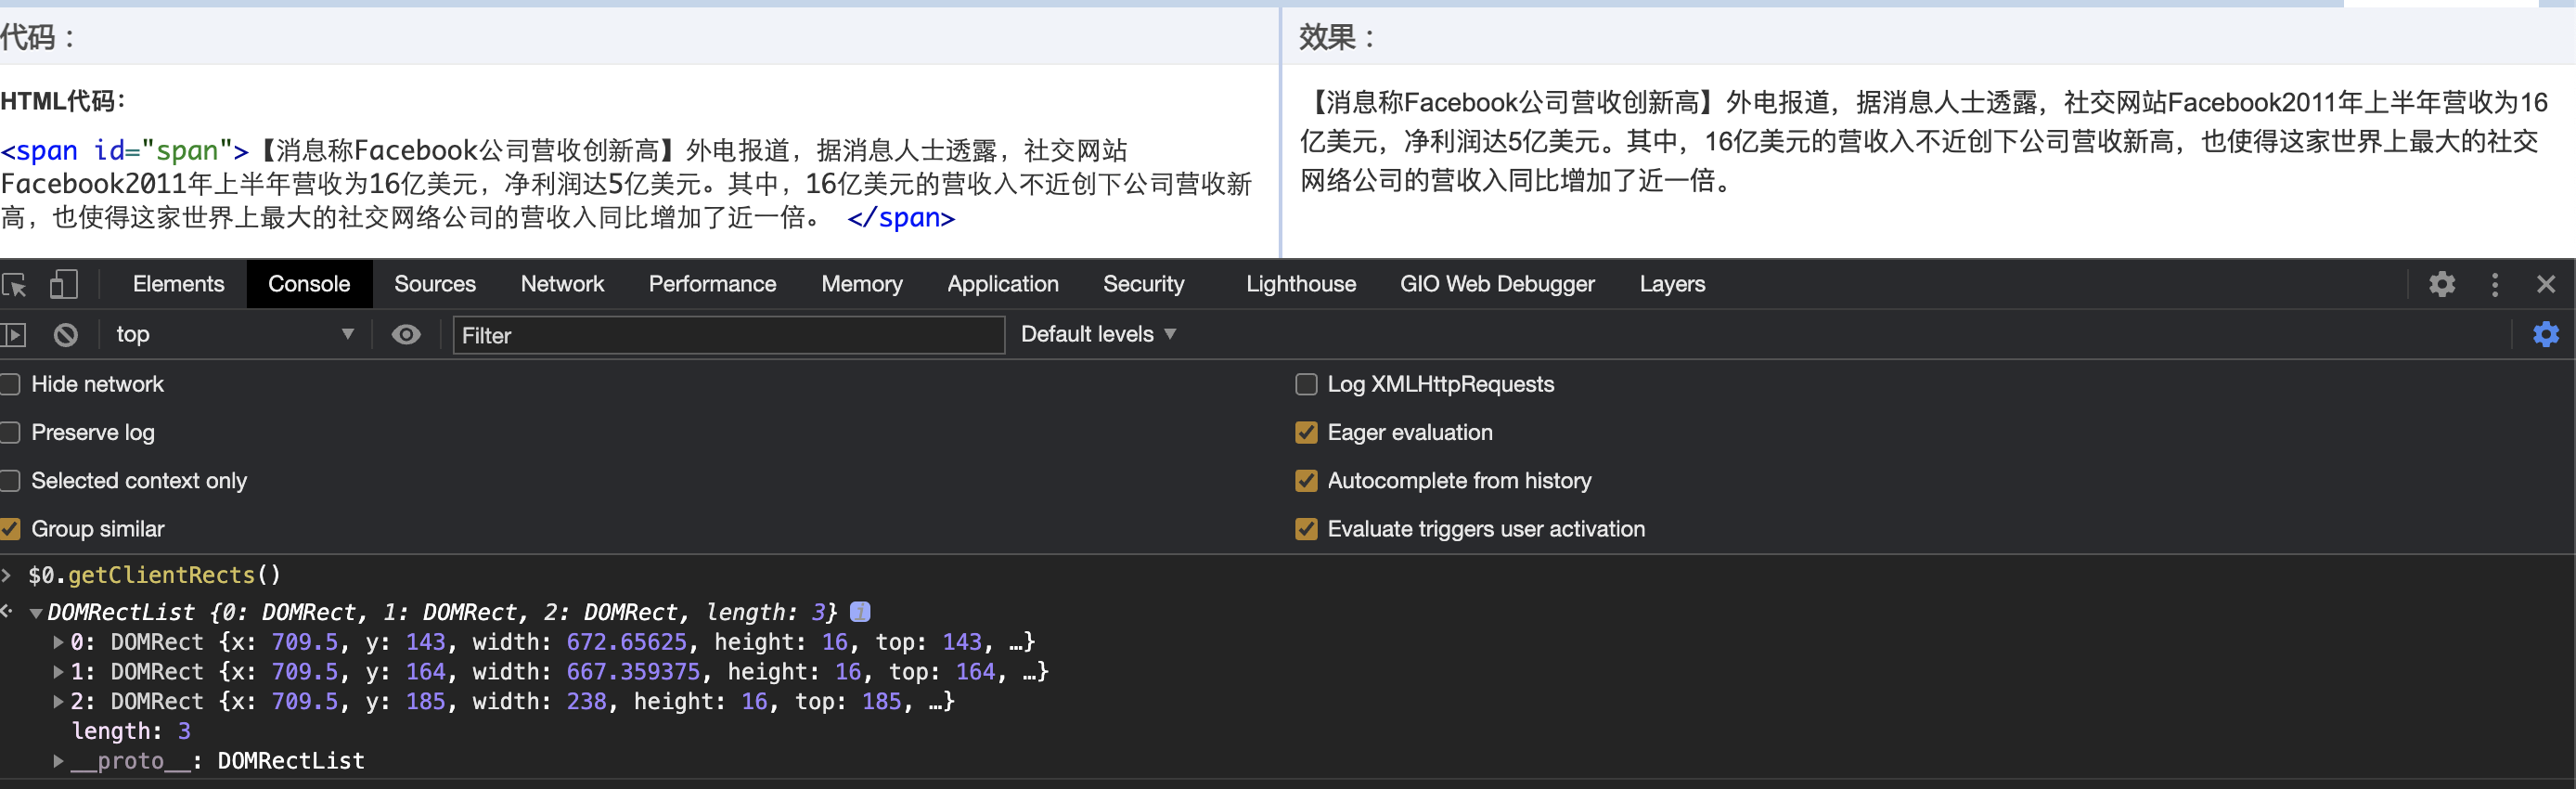 代码：
效果：
HTML代码：
<span id="span">【消息称Facebook公司营收创新高】外电报道，据消息人士透露，社交网站
Facebook2011年上半年营收为16亿美元，净利润达5亿美元。其中，16亿美元的营收入不近创下公司营收新
高，也使得这家世界上最大的社交网络公司的营收入同比增加了近一倍。 </span>
【消息称Facebook公司营收创新高】外电报道，据消息人士透露，社交网站Facebook2011年上半年营收为16
亿美元，净利润达5亿美元。其中，16亿美元的营收入不近创下公司营收新高，也使得这家世界上最大的社交
网络公司的营收入同比增加了近一倍。
Elements Console Sources Network Performance Memory Application Security Lighthouse GIO Web Debugger Layers
top Filter Default levels
Hide network
Log XMLHttpRequests
Preserve log
Eager evaluation
Selected context only
Autocomplete from history
Group similar
Evaluate triggers user activation
$0.getClientRects()
DOMRectList {0: DOMRect, 1: DOMRect, 2: DOMRect, length: 3} i
0: DOMRect {x: 709.5, y: 143, width: 672.65625, height: 16, top: 143, …}
1: DOMRect {x: 709.5, y: 164, width: 667.359375, height: 16, top: 164, …}
2: DOMRect {x: 709.5, y: 185, width: 238, height: 16, top: 185, …}
length: 3
__proto__: DOMRectList